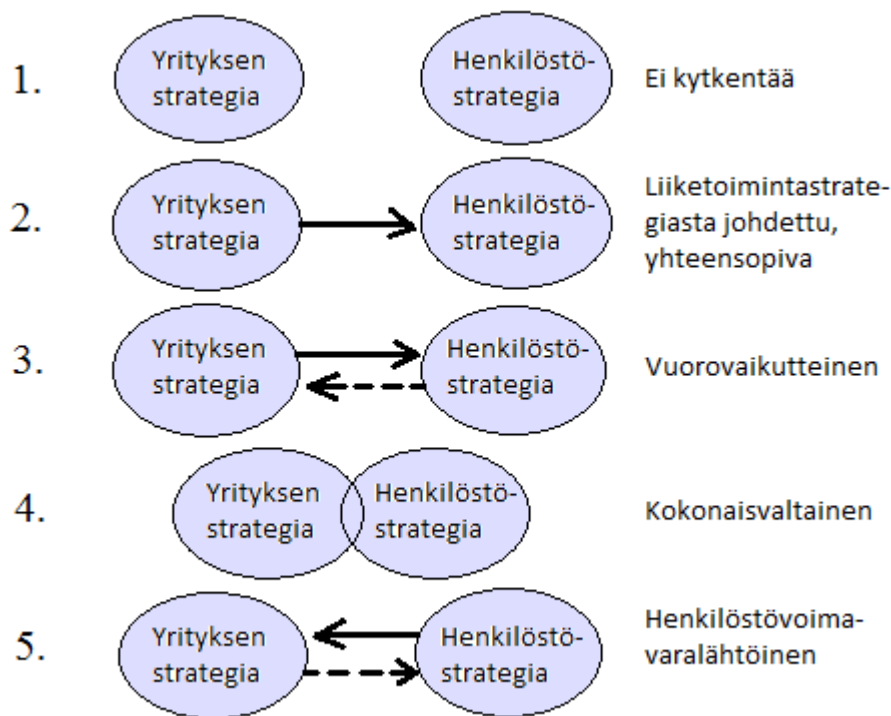 1.
Yrityksen
strategia
Henkilöstö-
strategia
Ei kytkentää
2.
Yrityksen
strategia
Henkilöstö-
strategia
Liiketoimintastrate-
giasta johdettu,
yhteensopiva
3.
Yrityksen
strategia
Henkilöstö-
strategia
Vuorovaikutteinen
4.
Yrityksen
strategia
Henkilöstö-
strategia
Kokonaisvaltainen
5.
Yrityksen
strategia
Henkilöstö-
strategia
Henkilöstövoima-
varalähtöinen